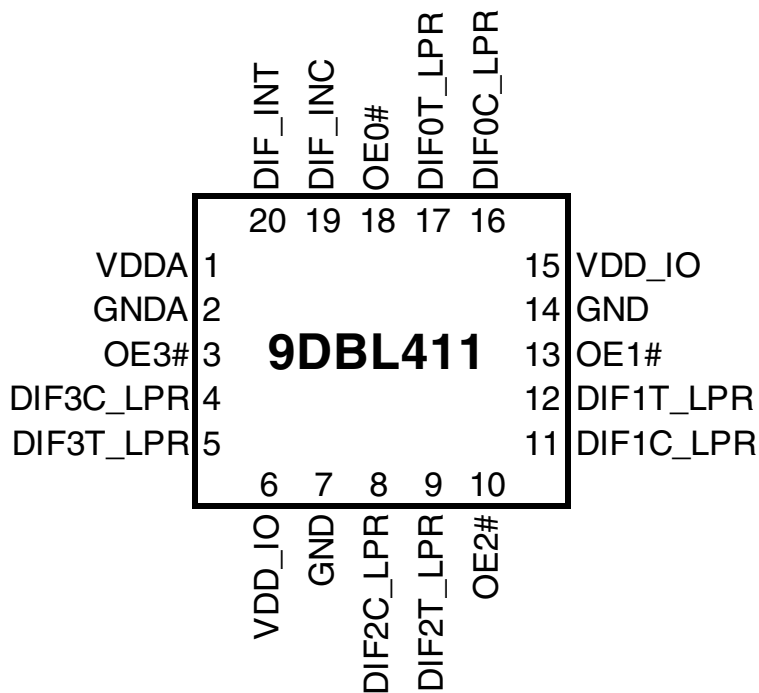 DIF_INT
DIF_INC
OE0#
DIF0T_LPR
DIF0C_LPR
20 19 18 17 16
VDDA 1 15 VDD_IO
GNDA 2 14 GND
OE3# 3 9DBL411 13 OE1#
DIF3C_LPR 4 12 DIF1T_LPR
DIF3T_LPR 5 11 DIF1C_LPR
6 7 8 9 10
VDD_IO
GND
DIF2C_LPR
DIF2T_LPR
OE2#